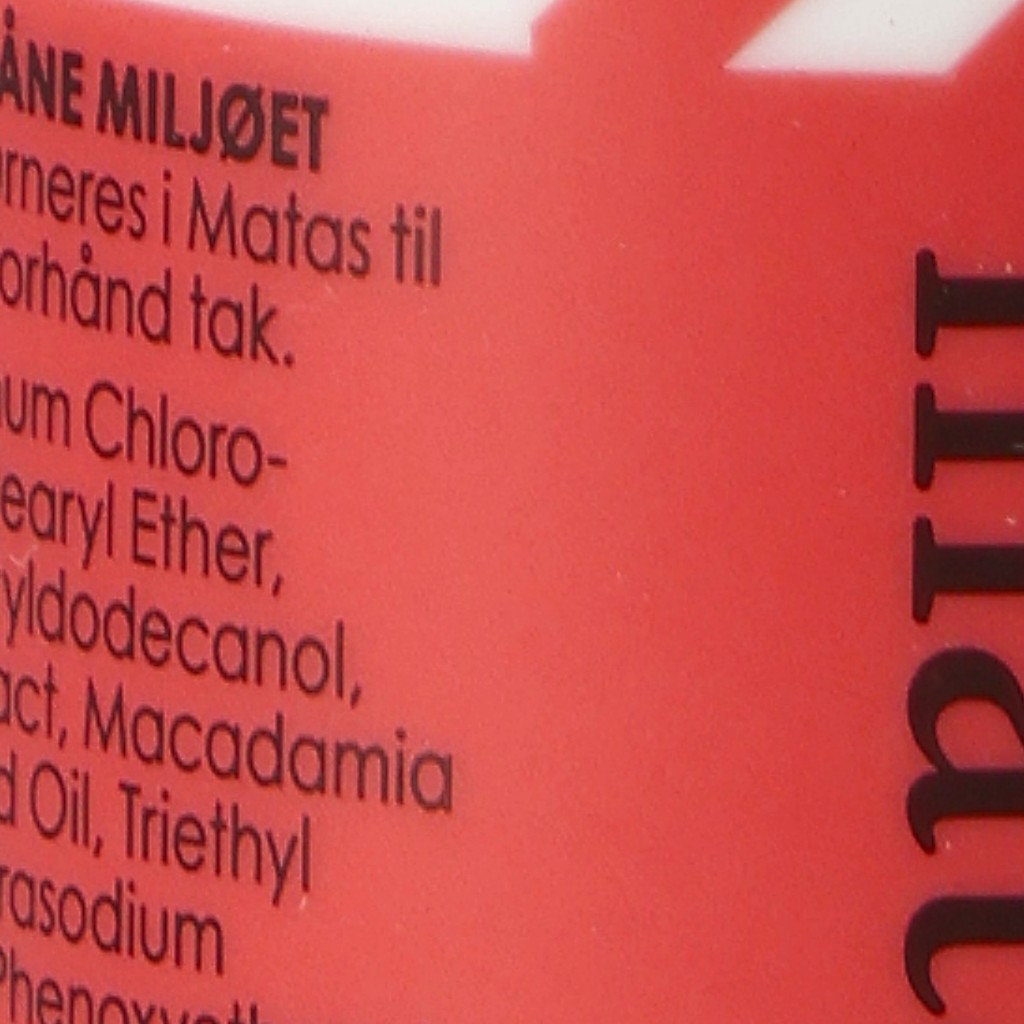 ÅNE MILJØET
rneres i Matas til
orhånd tak.
um Chloro-
earyl Ether,
yldodecanol,
act, Macadamia
d Oil, Triethyl
rasodium